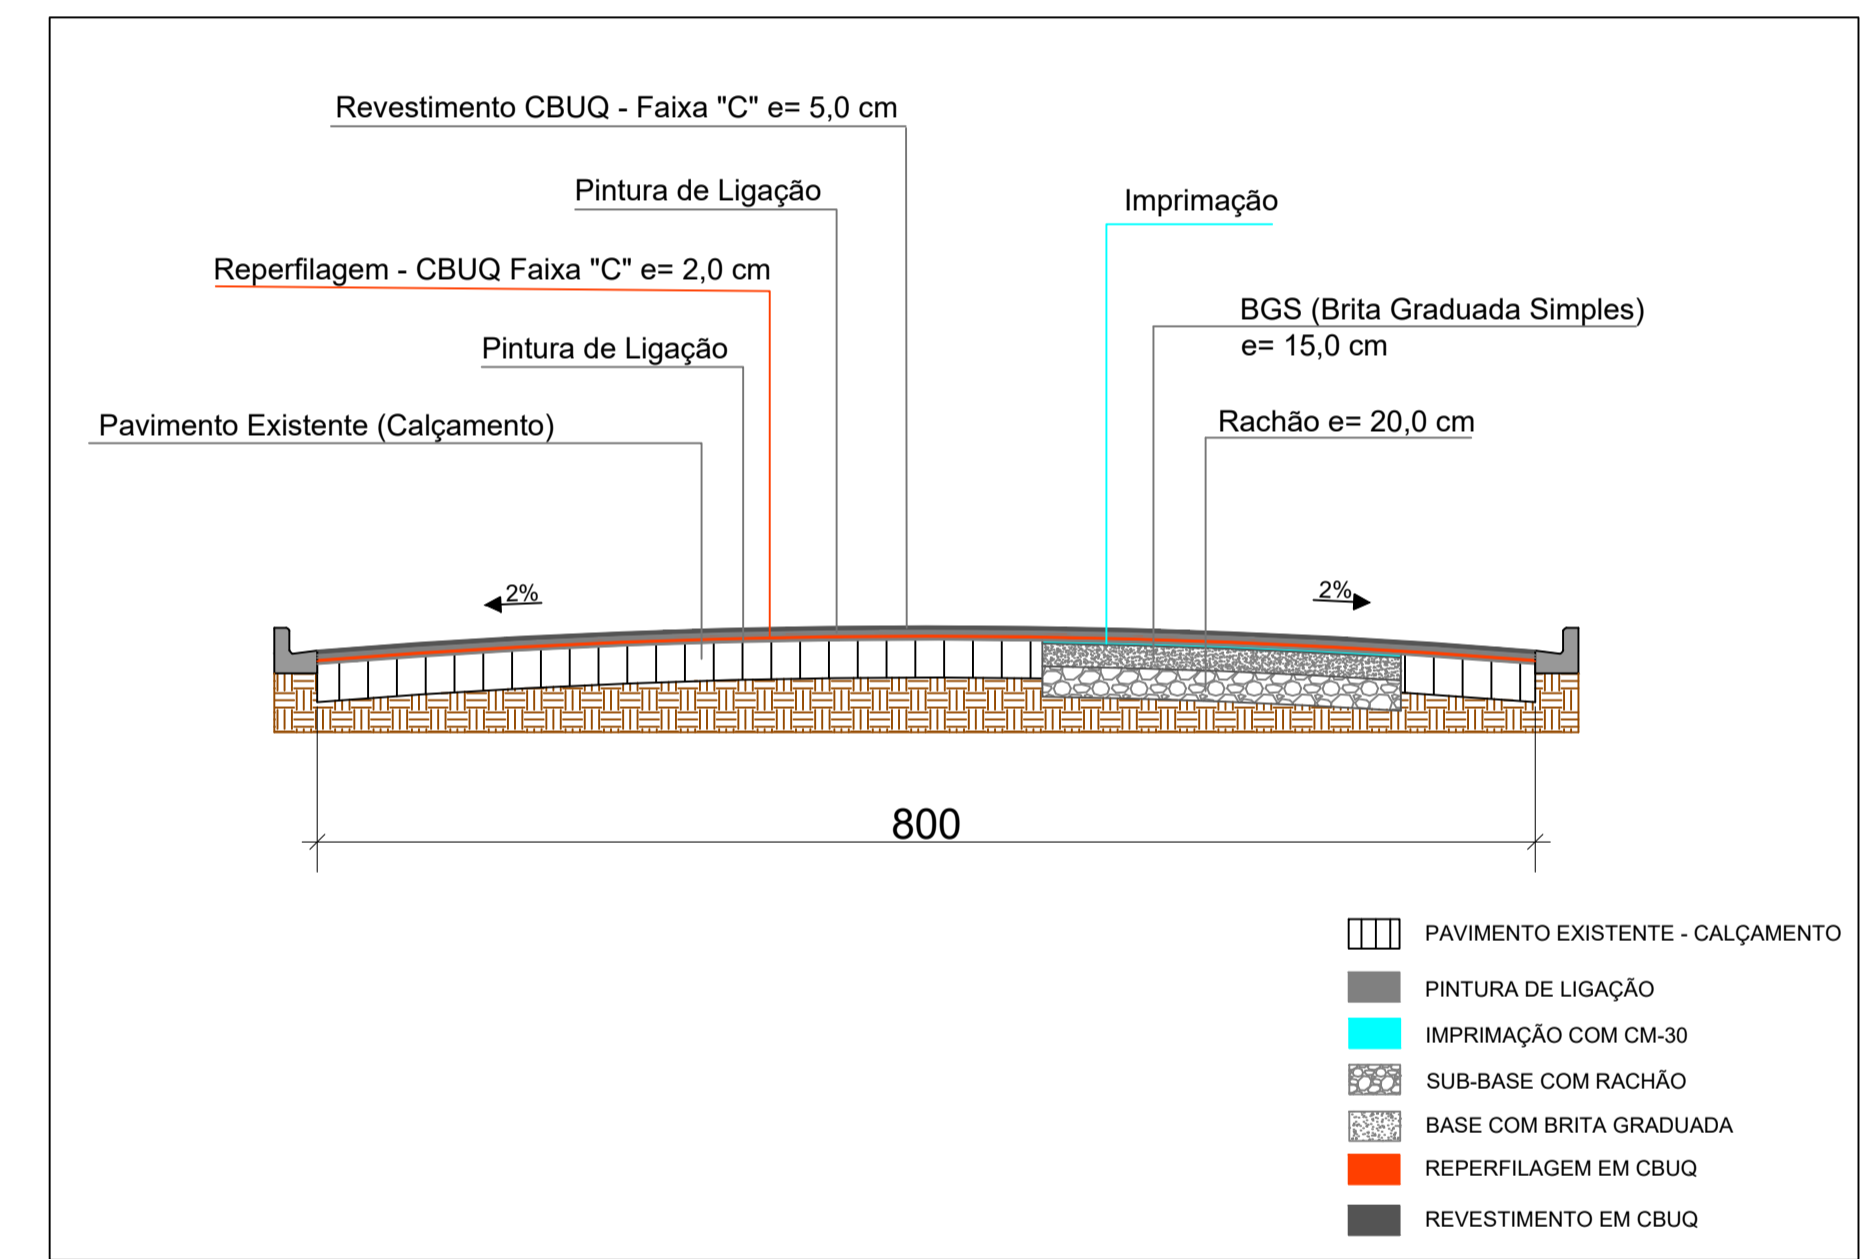 Revestimento CBUQ - Faixa "C" e= 5,0 cm
Pintura de Ligação
Imprimação
Reperfilagem - CBUQ Faixa "C" e= 2,0 cm
BGS (Brita Graduada Simples)
e= 15,0 cm
Pintura de Ligação
Rachão e= 20,0 cm
Pavimento Existente (Calçamento)
2%
2%
800
PAVIMENTO EXISTENTE - CALÇAMENTO
PINTURA DE LIGAÇÃO
IMPRIMAÇÃO COM CM-30
SUB-BASE COM RACHÃO
BASE COM BRITA GRADUADA
REPERFILAGEM EM CBUQ
REVESTIMENTO EM CBUQ